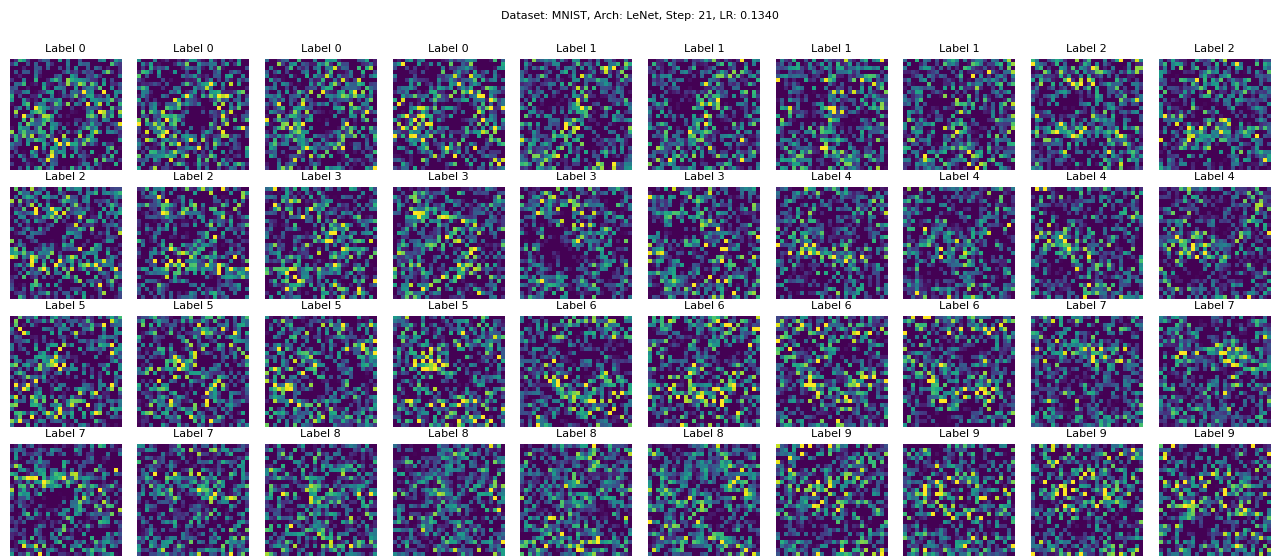 Dataset: MNIST, Arch: LeNet, Step: 21, LR: 0.1340
Label 0 Label 0 Label 0 Label 0 Label 1 Label 1 Label 1 Label 1 Label 2 Label 2
Label 2 Label 2 Label 3 Label 3 Label 3 Label 3 Label 4 Label 4 Label 4 Label 4
Label 5 Label 5 Label 5 Label 5 Label 6 Label 6 Label 6 Label 6 Label 7 Label 7
Label 7 Label 7 Label 8 Label 8 Label 8 Label 8 Label 9 Label 9 Label 9 Label 9